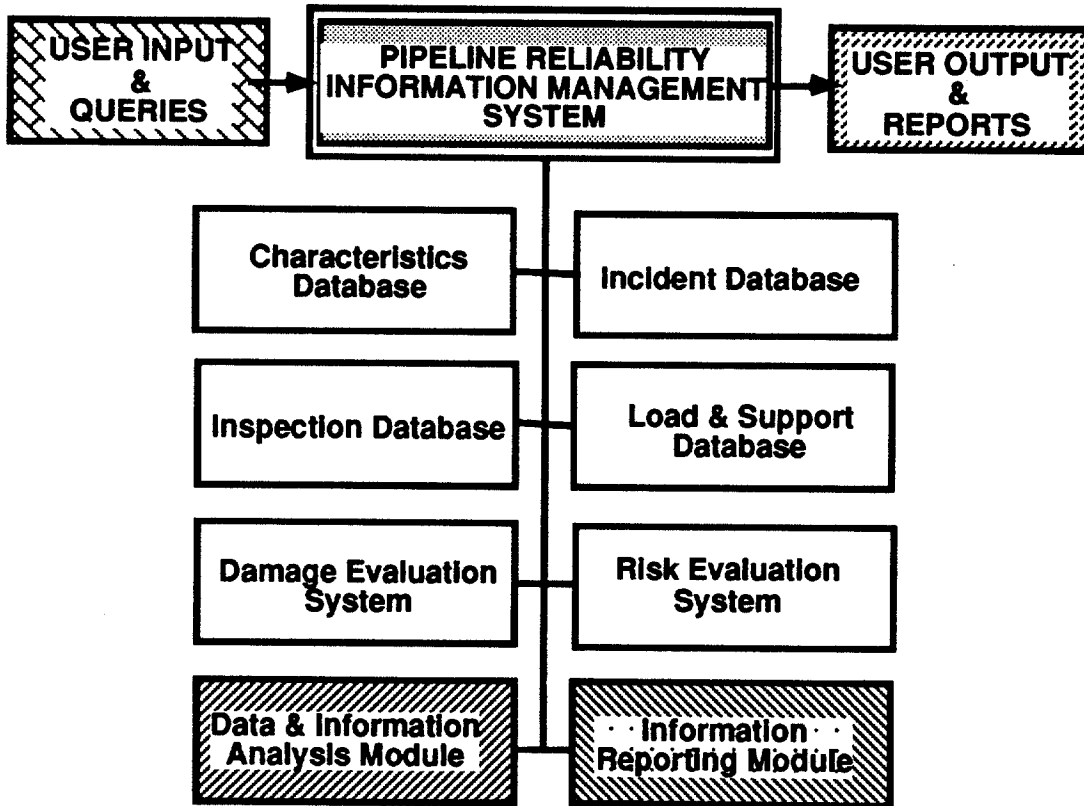 USER INPUT
&
QUERIES
PIPELINE RELIABILITY
INFORMATION MANAGEMENT
SYSTEM
USER OUTPUT
&
REPORTS
Characteristics
Database
Incident Database
Inspection Database
Load & Support
Database
Damage Evaluation
System
Risk Evaluation
System
Data & Information
Analysis Module
Information
Reporting Module